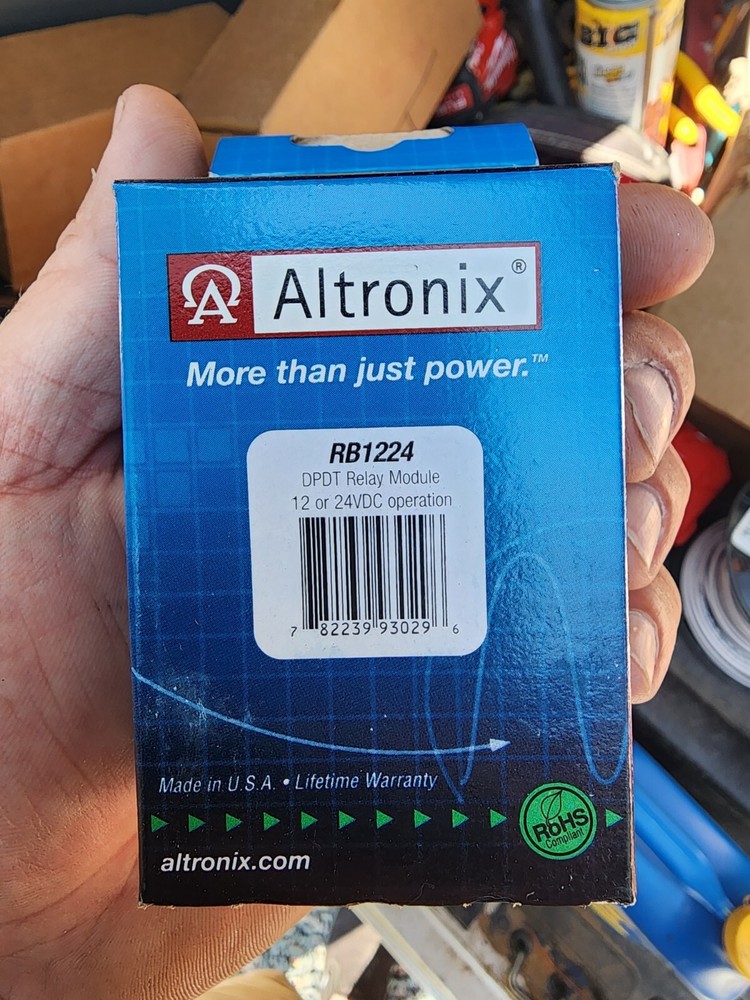 BIG
Altronix®
More than just power.™
RB1224
DPDT Relay Module
12 or 24VDC operation
7 82239 93029 6
Made in U.S.A. • Lifetime Warranty
RoHS
Compliant
altronix.com